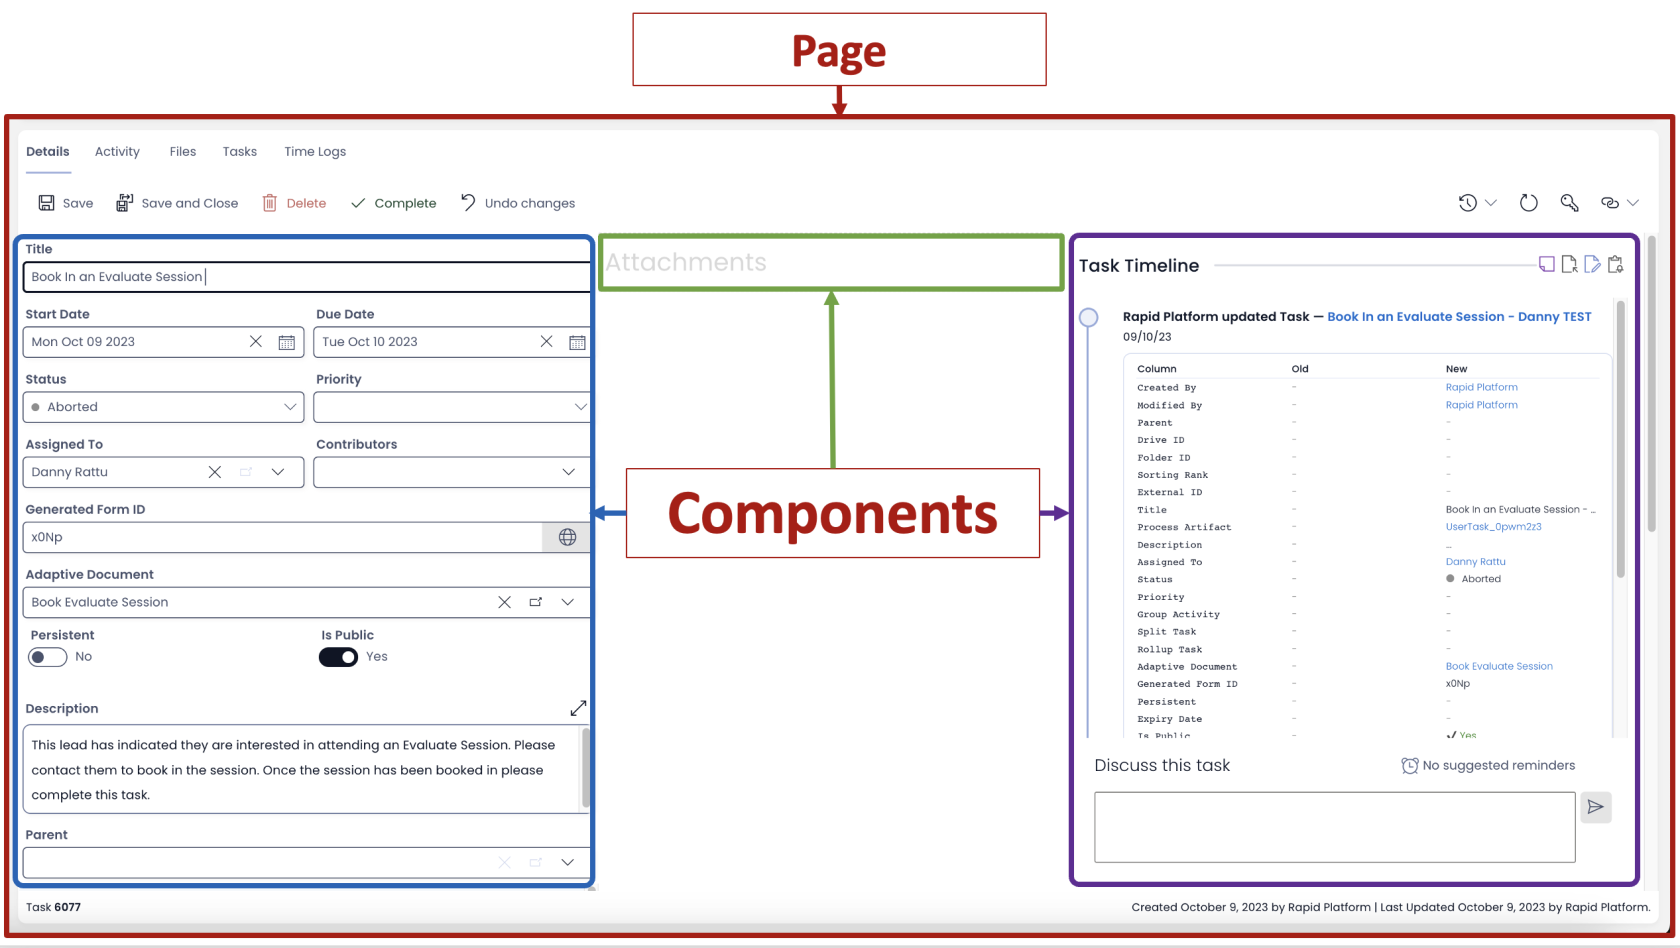 Page
Details Activity Files Tasks Time Logs
Save Save and Close Delete Complete Undo changes
Title
Book In an Evaluate Session
Start Date Due Date
Mon Oct 09 2023 Tue Oct 10 2023
Status Priority
Aborted
Assigned To Contributors
Danny Rattu
Generated Form ID
x0Np
Adaptive Document
Book Evaluate Session
Persistent Is Public
No Yes
Description
This lead has indicated they are interested in attending an Evaluate Session. Please
contact them to book in the session. Once the session has been booked in please
complete this task.
Parent
Attachments
Components
Task Timeline
Rapid Platform updated Task — Book In an Evaluate Session - Danny TEST
09/10/23
Column Old New
Created By - Rapid Platform
Modified By - Rapid Platform
Parent - -
Drive ID - -
Folder ID - -
Sorting Rank - -
External ID - -
Title - Book In an Evaluate Session - ...
Process Artifact - UserTask_0pwm2z3
Description - -
Assigned To - Danny Rattu
Status - Aborted
Priority - -
Group Activity - -
Split Task - -
Rollup Task - -
Adaptive Document - Book Evaluate Session
Generated Form ID - x0Np
Persistent - -
Expiry Date - -
Is Public - Yes
Discuss this task No suggested reminders
Task 6077
Created October 9, 2023 by Rapid Platform | Last Updated October 9, 2023 by Rapid Platform.